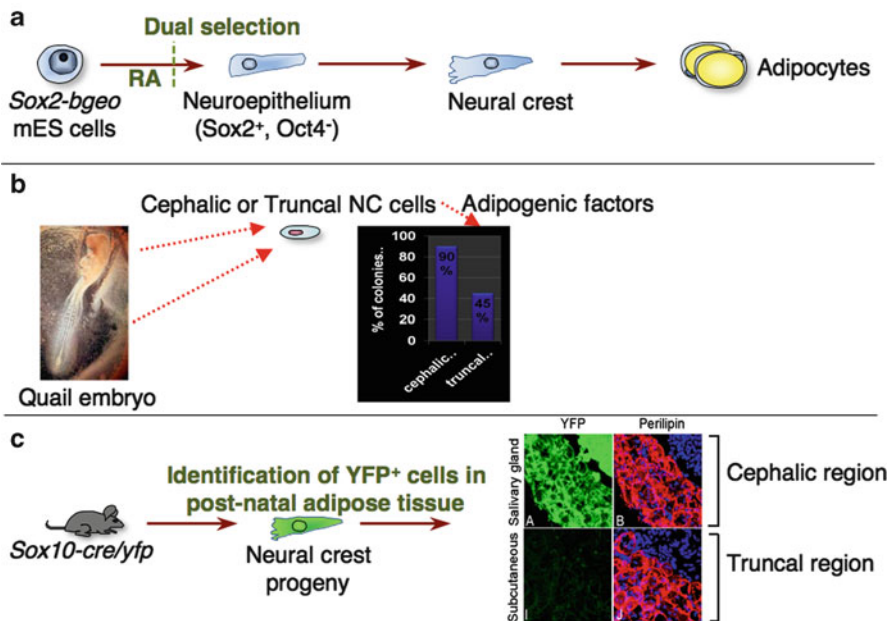 a
Dual selection
RA
Sox2-bgeo
mES cells
Neuroepithelium
(Sox2⁺, Oct4⁻)
Neural crest
Adipocytes
b
Cephalic or Truncal NC cells
Adipogenic factors
Quail embryo
% of colonies..
100
80
60
40
20
0
90
%
45
%
cephalic..
truncal..
c
Identification of YFP⁺ cells in
post-natal adipose tissue
Sox10-cre/yfp
Neural crest
progeny
YFP
Perilipin
Salivary gland
A
B
Cephalic region
Subcutaneous
I
J
Truncal region